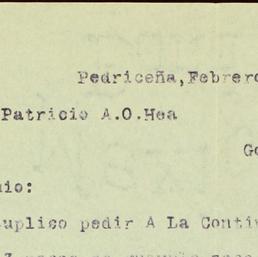 Pedriceña, Febrero
Patricio A.O.Hea
Go
io:
uplico pedir A La Conti